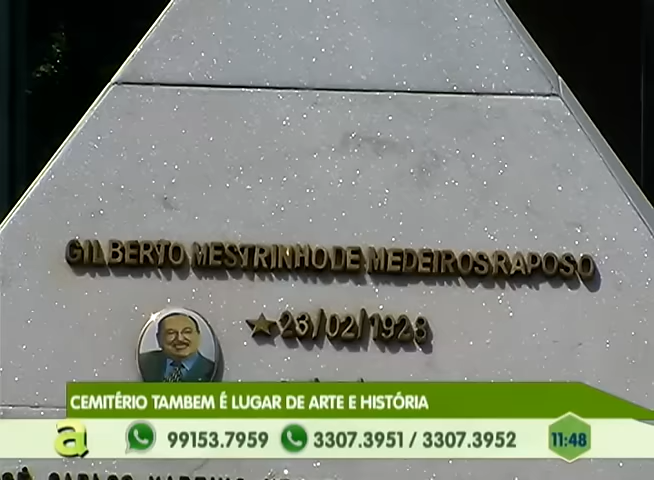 GILBERTO MESTRINHO DE MEDEIROS RAPOSO
★23/02/1928
CEMITÉRIO TAMBEM É LUGAR DE ARTE E HISTÓRIA
a 99153.7959 3307.3951 / 3307.3952 11:48
CARLOS